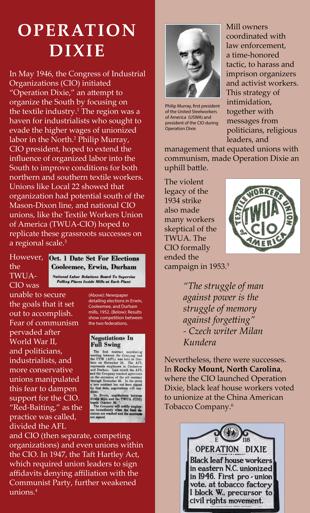 OPERATION
DIXIE
In May 1946, the Congress of Industrial
Organizations (CIO) initiated
"Operation Dixie," an attempt to
organize the South by focusing on
the textile industry.¹ The region was a
haven for industrialists who sought to
evade the higher wages of unionized
labor in the North.² Philip Murray,
CIO president, hoped to extend the
influence of organized labor into the
South to improve conditions for both
northern and southern textile workers.
Unions like Local 22 showed that
organization had potential south of the
Mason-Dixon line, and national CIO
unions, like the Textile Workers Union
of America (TWUA-CIO) hoped to
replicate these grassroots successes on
a regional scale.³
However,
the
TWUA-
CIO was
unable to secure
the goals that it set
out to accomplish.
Fear of communism
pervaded after
World War II,
and politicians,
industrialists, and
more conservative
unions manipulated
this fear to dampen
support for the CIO.
"Red-Baiting," as the
practice was called,
divided the AFL
and CIO (then separate, competing
organizations) and even unions within
the CIO. In 1947, the Taft Hartley Act,
which required union leaders to sign
affidavits denying affiliation with the
Communist Party, further weakened
unions.⁴
Oct. 1 Date Set For Elections
Cooleemee, Erwin, Durham
National Labor Relations Board To Supervise
Polling Places Inside Mills at Each Plant
(Above): Newspaper
detailing elections in Erwin,
Cooleemee, and Durham
mills, 1952. (Below): Results
show competition between
the two federations.
Negotiations In
Full Swing
Philip Murray, first president
of the United Steelworkers
of America (USWA) and
president of the CIO during
Operation Dixie
Mill owners
coordinated with
law enforcement,
a time-honored
tactic, to harass and
imprison organizers
and activist workers.
This strategy of
intimidation,
together with
messages from
politicians, religious
leaders, and
management that equated unions with
communism, made Operation Dixie an
uphill battle.
The violent
legacy of the
1934 strike
also made
many workers
skeptical of the
TWUA. The
CIO formally
ended the
campaign in 1953.⁵
TEXTILE WORKERS UNION
TWUA
CIO
OF AMERICA
"The struggle of man
against power is the
struggle of memory
against forgetting"
- Czech writer Milan
Kundera
Nevertheless, there were successes.
In Rocky Mount, North Carolina,
where the CIO launched Operation
Dixie, black leaf house workers voted
to unionize at the China American
Tobacco Company.⁶
E 118
OPERATION DIXIE
Black leaf house workers
in eastern N.C. unionized
in 1946. First pro-union
vote, at tobacco factory
1 block W., precursor to
civil rights movement.